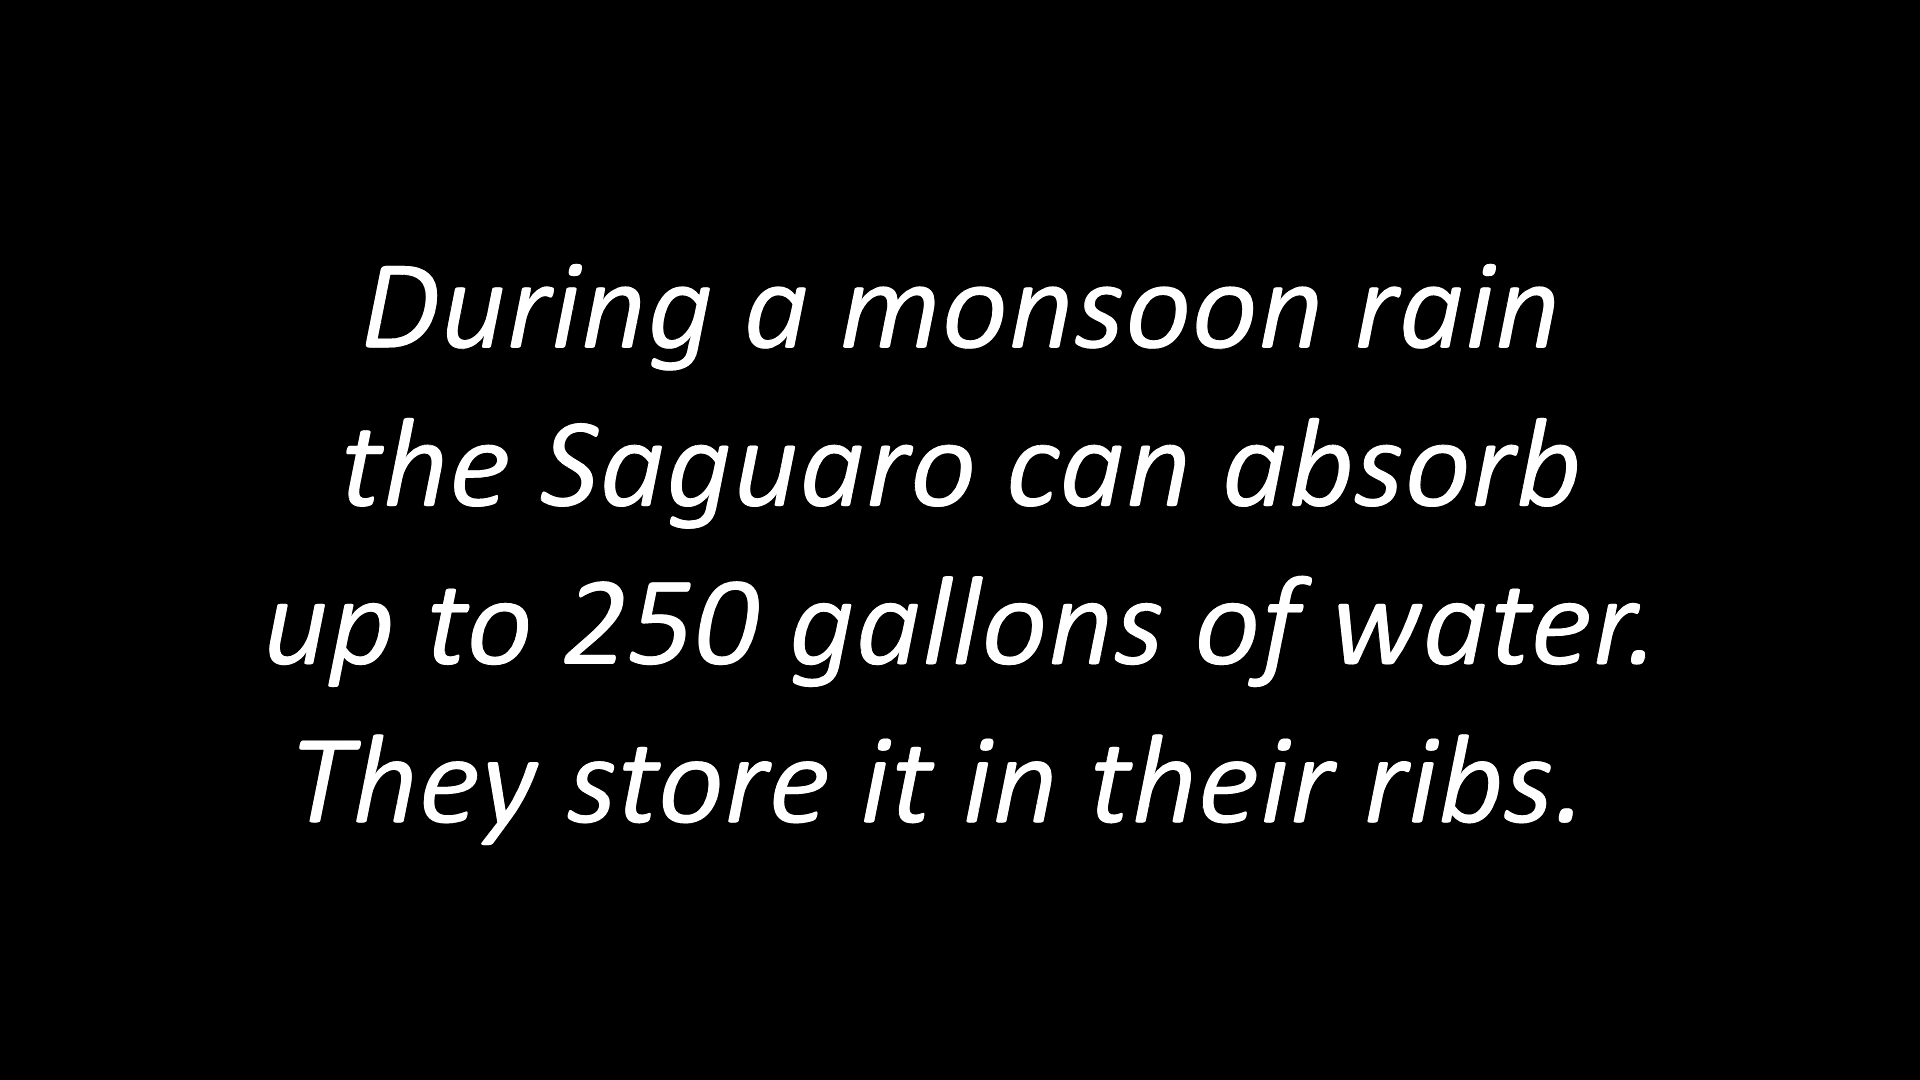 During a monsoon rain
the Saguaro can absorb
up to 250 gallons of water.
They store it in their ribs.